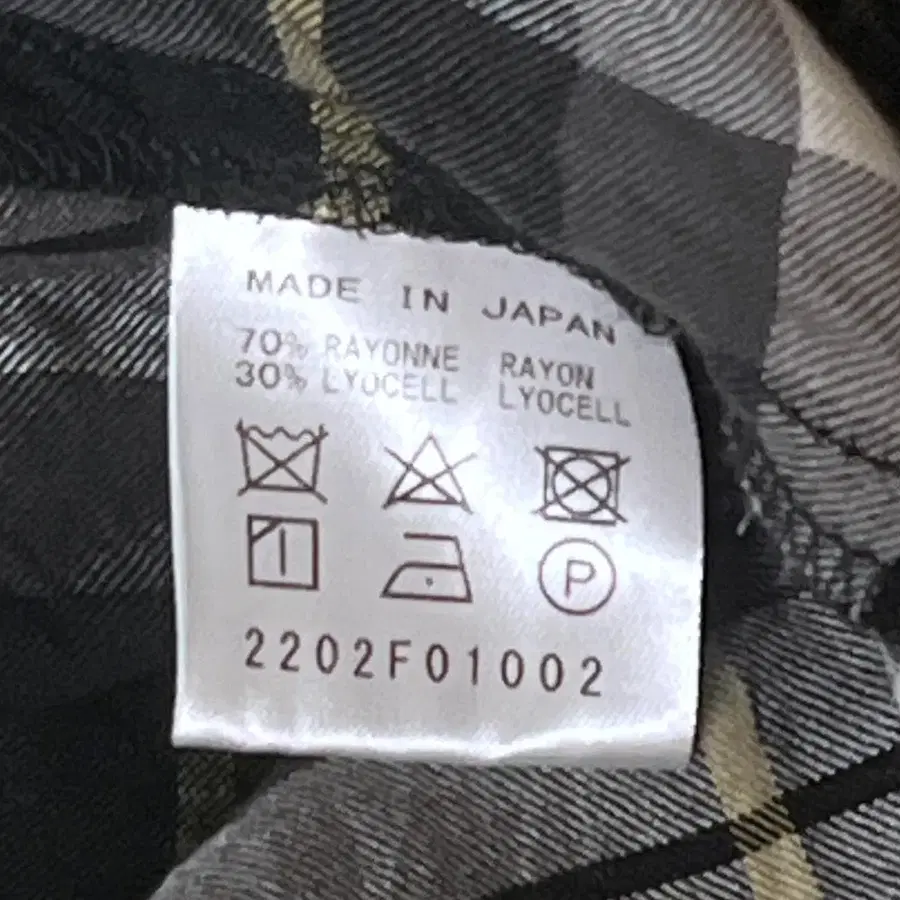 MADE IN JAPAN
70% RAYONNE RAYON
30% LYOCELL LYOCELL
P
2202F01002